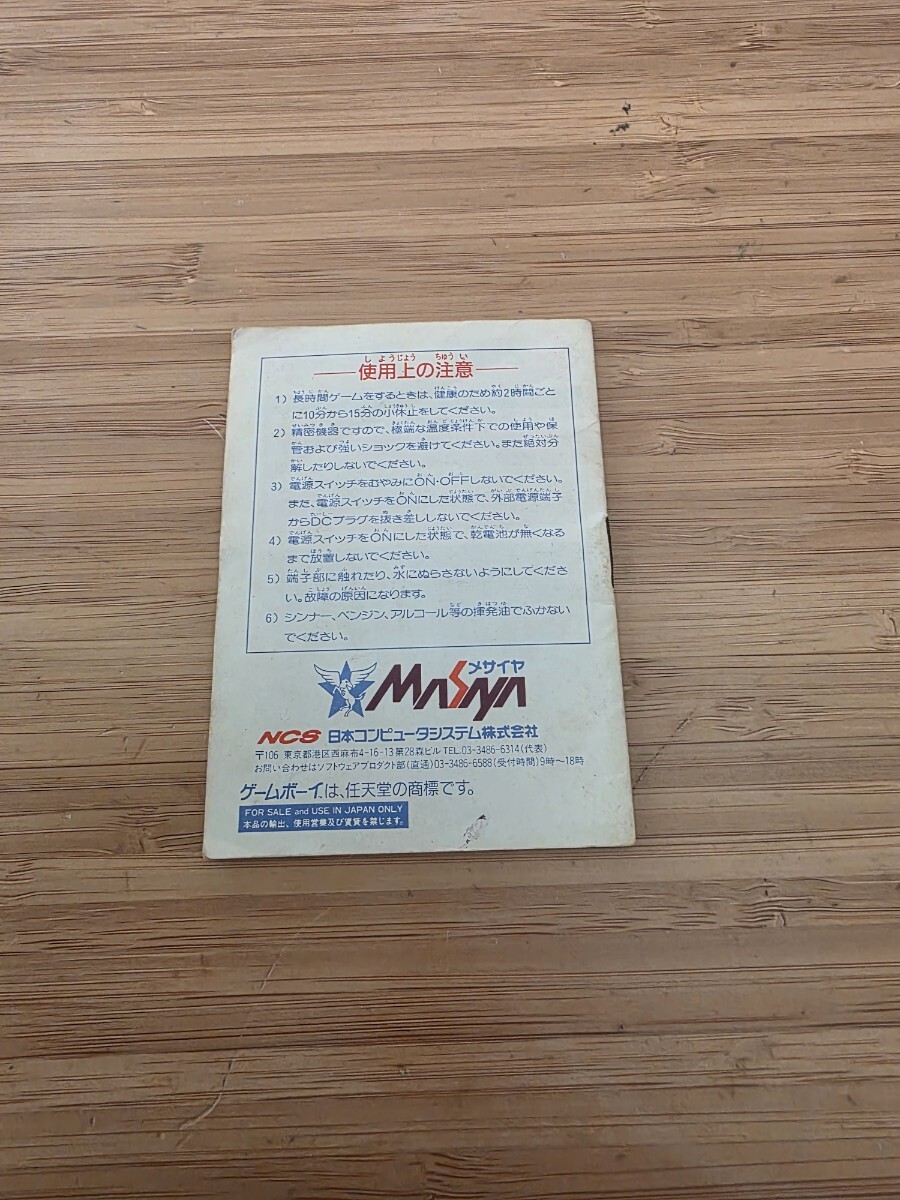 使用上の注意
1) 長時間ゲームをするときは、健康のため約2時間ごと
に10分から15分の小休止をしてください。
2) 精密機器ですので、極端な温度条件下での使用や保
管および強いショックを避けてください。また絶対分
解したりしないでください。
3) 電源スイッチをむやみにON・OFFしないでください。
また、電源スイッチをONにした状態で、外部電源端子
からDCプラグを抜き差ししないでください。
4) 電源スイッチをONにした状態で、乾電池が無くなる
まで放置しないでください。
5) 端子部に触れたり、水にぬらさないようにしてくださ
い。故障の原因になります。
6) シンナー、ベンジン、アルコール等の揮発油でふかない
でください。
メサイヤ
MASAYA
NCS 日本コンピュータシステム株式会社
〒106 東京都港区西麻布4-16-13 第28森ビル TEL.03-3486-6314(代表)
お問い合わせはソフトウェアプロダクト部(直通)03-3486-6588(受付時間)9時〜18時
ゲームボーイは、任天堂の商標です。
FOR SALE and USE IN JAPAN ONLY
本品の輸出、使用営業及び賃貸を禁じます。